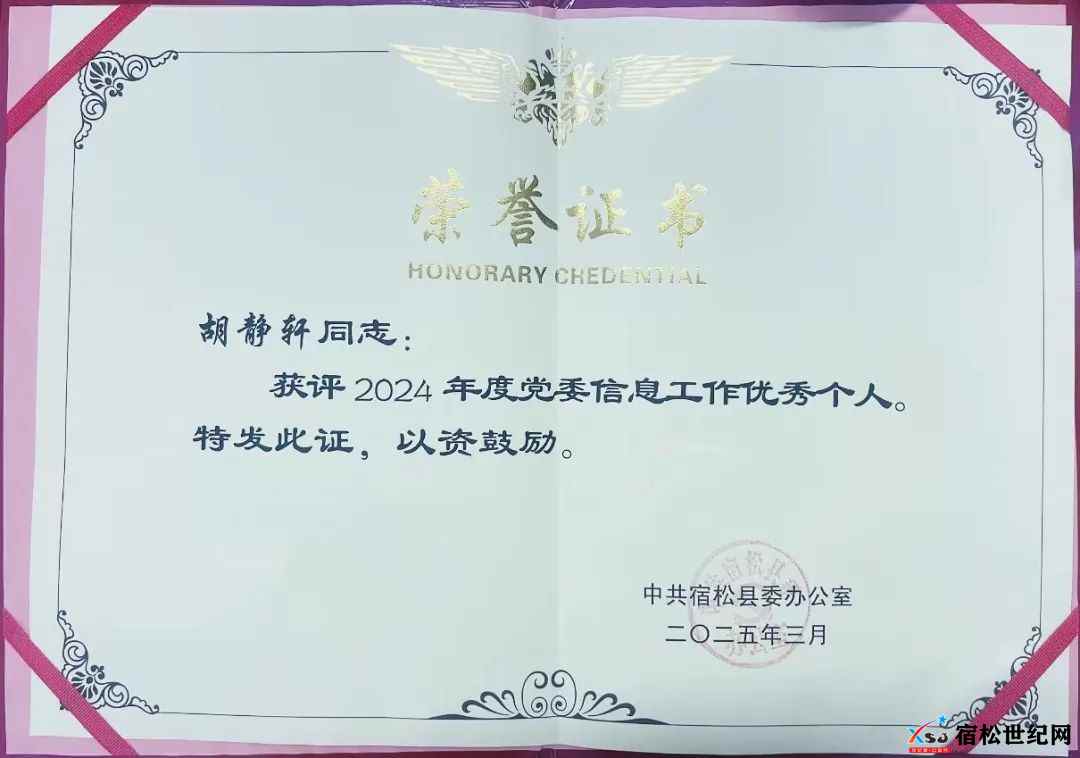 荣誉证书
HONORARY CREDENTIAL
胡静轩同志：
获评2024年度党委信息工作优秀个人。
特发此证，以资鼓励。
中共宿松县委办公室
二〇二五年三月
宿松世纪网